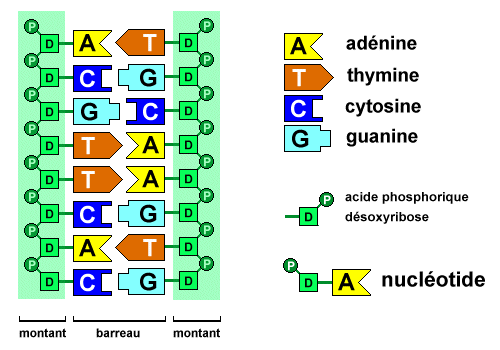 P P
D A T D
P P
D C G D
P P
D G C D
P P
D T A D
P P
D T A D
P P
D C G D
P P
D A T D
P P
D C G D
montant barreau montant
A adénine
T thymine
C cytosine
G guanine
P acide phosphorique
D désoxyribose
P
D A nucléotide